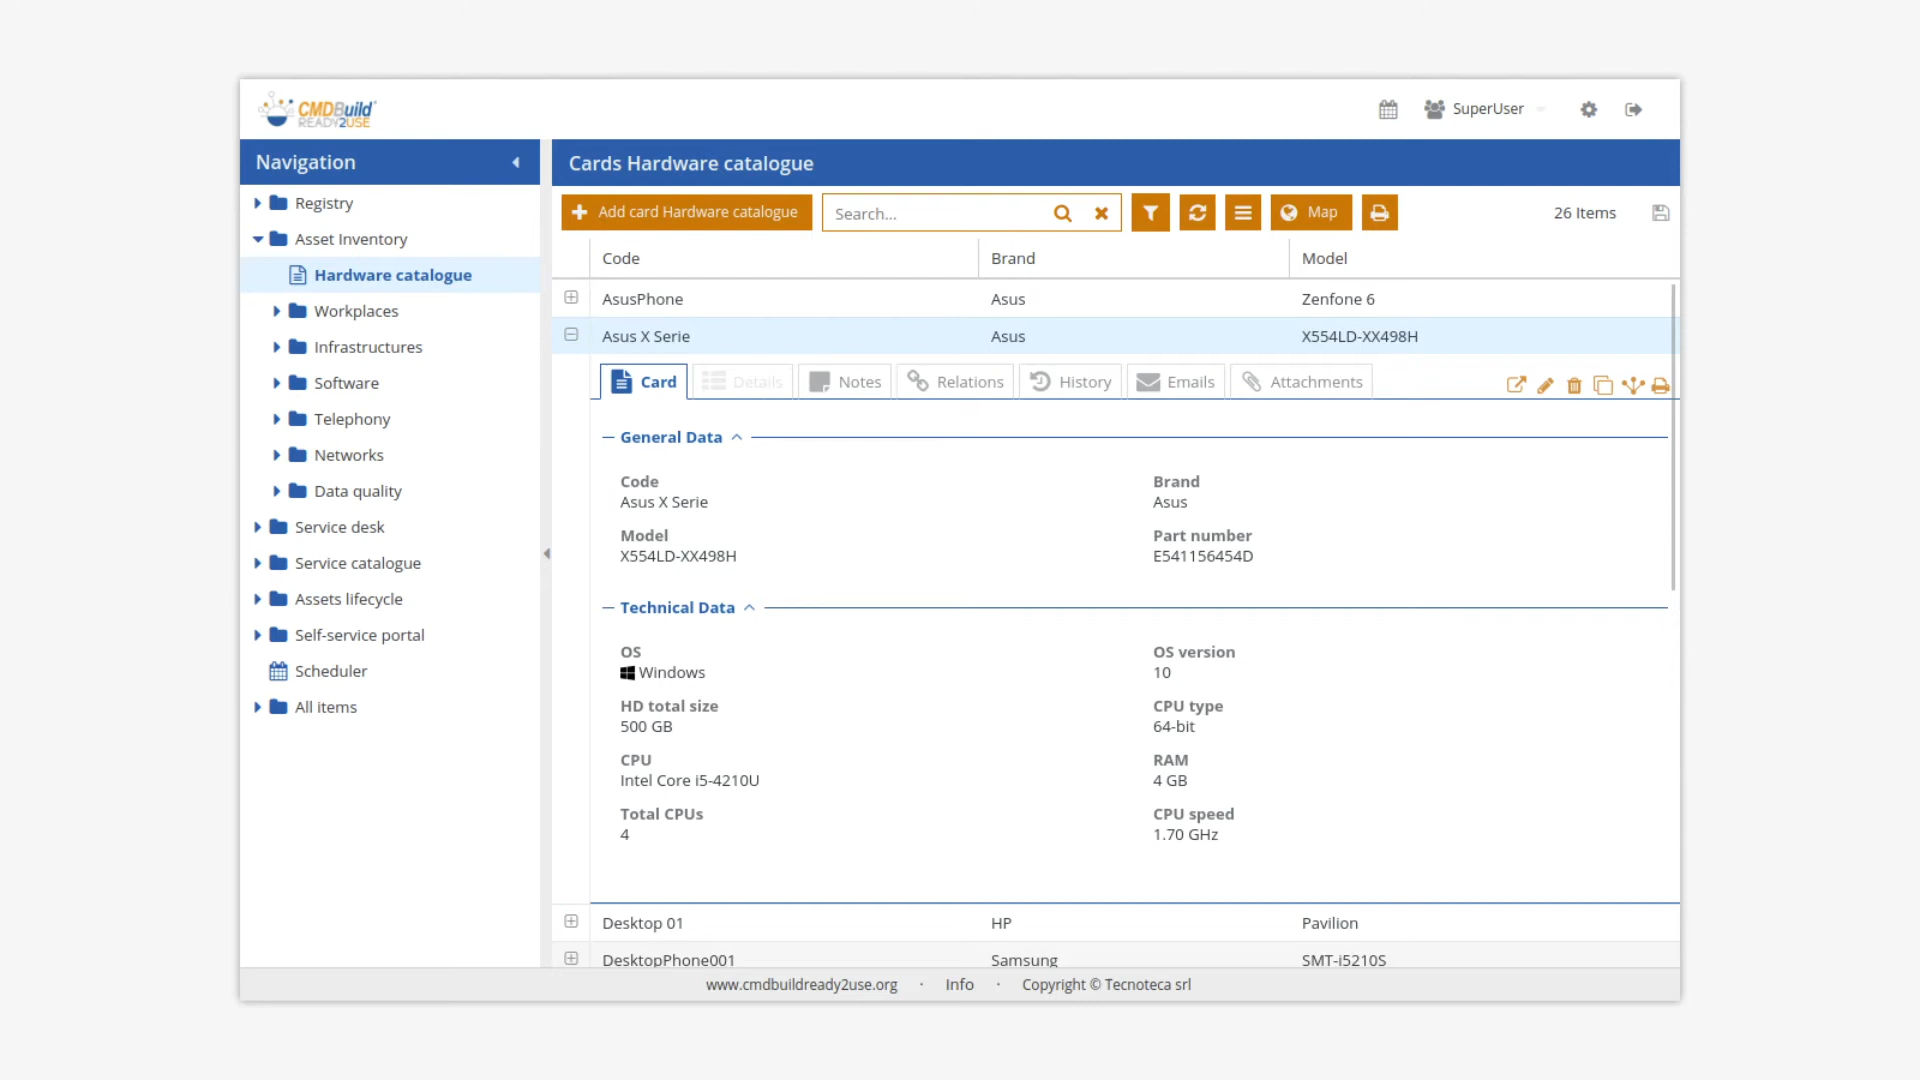 CMDBuild
READY2USE
SuperUser
Navigation
Cards Hardware catalogue
Registry
Asset Inventory
Hardware catalogue
Workplaces
Infrastructures
Software
Telephony
Networks
Data quality
Service desk
Service catalogue
Assets lifecycle
Self-service portal
Scheduler
All items
Add card Hardware catalogue
Search...
Map
26 Items
Code Brand Model
AsusPhone Asus Zenfone 6
Asus X Serie Asus X554LD-XX498H
Card Details Notes Relations History Emails Attachments
General Data
Code Brand
Asus X Serie Asus
Model Part number
X554LD-XX498H E541156454D
Technical Data
OS OS version
Windows 10
HD total size CPU type
500 GB 64-bit
CPU RAM
Intel Core i5-4210U 4 GB
Total CPUs CPU speed
4 1.70 GHz
Desktop 01 HP Pavilion
DesktopPhone001 Samsung SMT-i5210S
www.cmdbuildready2use.org · Info · Copyright © Tecnoteca srl